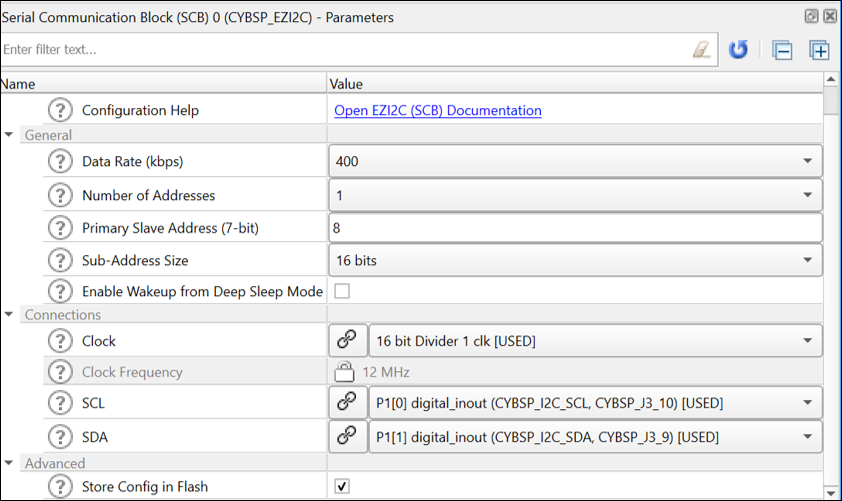 Serial Communication Block (SCB) 0 (CYBSP_EZI2C) - Parameters
Enter filter text...
Name Value
? Configuration Help Open EZI2C (SCB) Documentation
General
? Data Rate (kbps) 400
? Number of Addresses 1
? Primary Slave Address (7-bit) 8
? Sub-Address Size 16 bits
? Enable Wakeup from Deep Sleep Mode
Connections
? Clock 16 bit Divider 1 clk [USED]
? Clock Frequency 12 MHz
? SCL P1[0] digital_inout (CYBSP_I2C_SCL, CYBSP_J3_10) [USED]
? SDA P1[1] digital_inout (CYBSP_I2C_SDA, CYBSP_J3_9) [USED]
Advanced
? Store Config in Flash